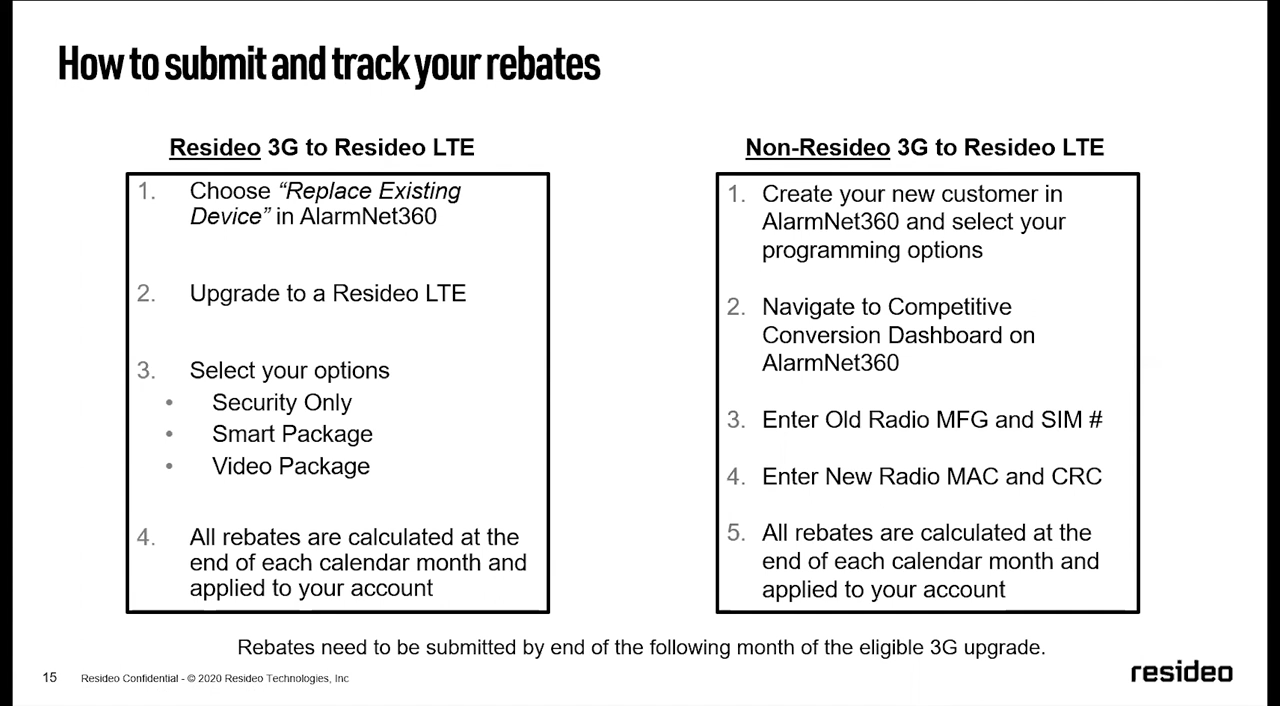 How to submit and track your rebates
Resideo 3G to Resideo LTE
1. Choose “Replace Existing
Device” in AlarmNet360
2. Upgrade to a Resideo LTE
3. Select your options
• Security Only
• Smart Package
• Video Package
4. All rebates are calculated at the
end of each calendar month and
applied to your account
Non-Resideo 3G to Resideo LTE
1. Create your new customer in
AlarmNet360 and select your
programming options
2. Navigate to Competitive
Conversion Dashboard on
AlarmNet360
3. Enter Old Radio MFG and SIM #
4. Enter New Radio MAC and CRC
5. All rebates are calculated at the
end of each calendar month and
applied to your account
Rebates need to be submitted by end of the following month of the eligible 3G upgrade.
15 Resideo Confidential - © 2020 Resideo Technologies, Inc
resideo